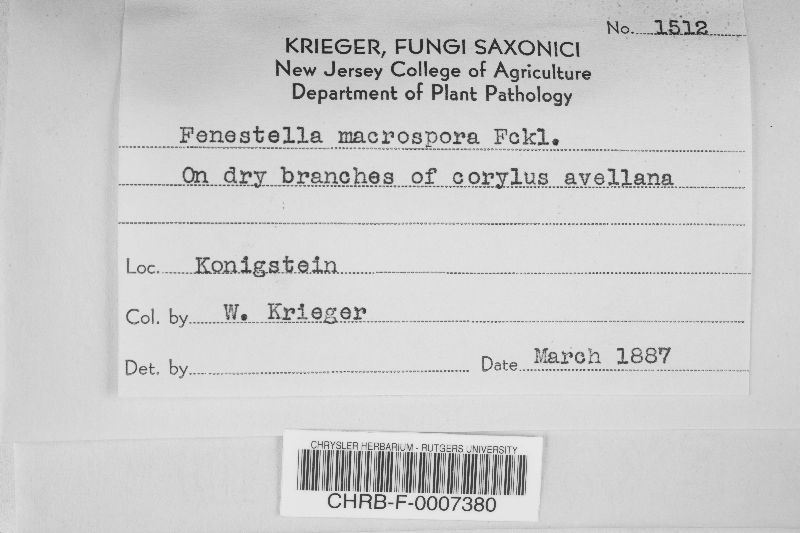 No. 1512
KRIEGER, FUNGI SAXONICI
New Jersey College of Agriculture
Department of Plant Pathology
Fenestella macrospora Fckl.
On dry branches of corylus avellana
Loc. Konigstein
Col. by W. Krieger
Det. by
Date March 1887
CHRYSLER HERBARIUM - RUTGERS UNIVERSITY
CHRB-F-0007380